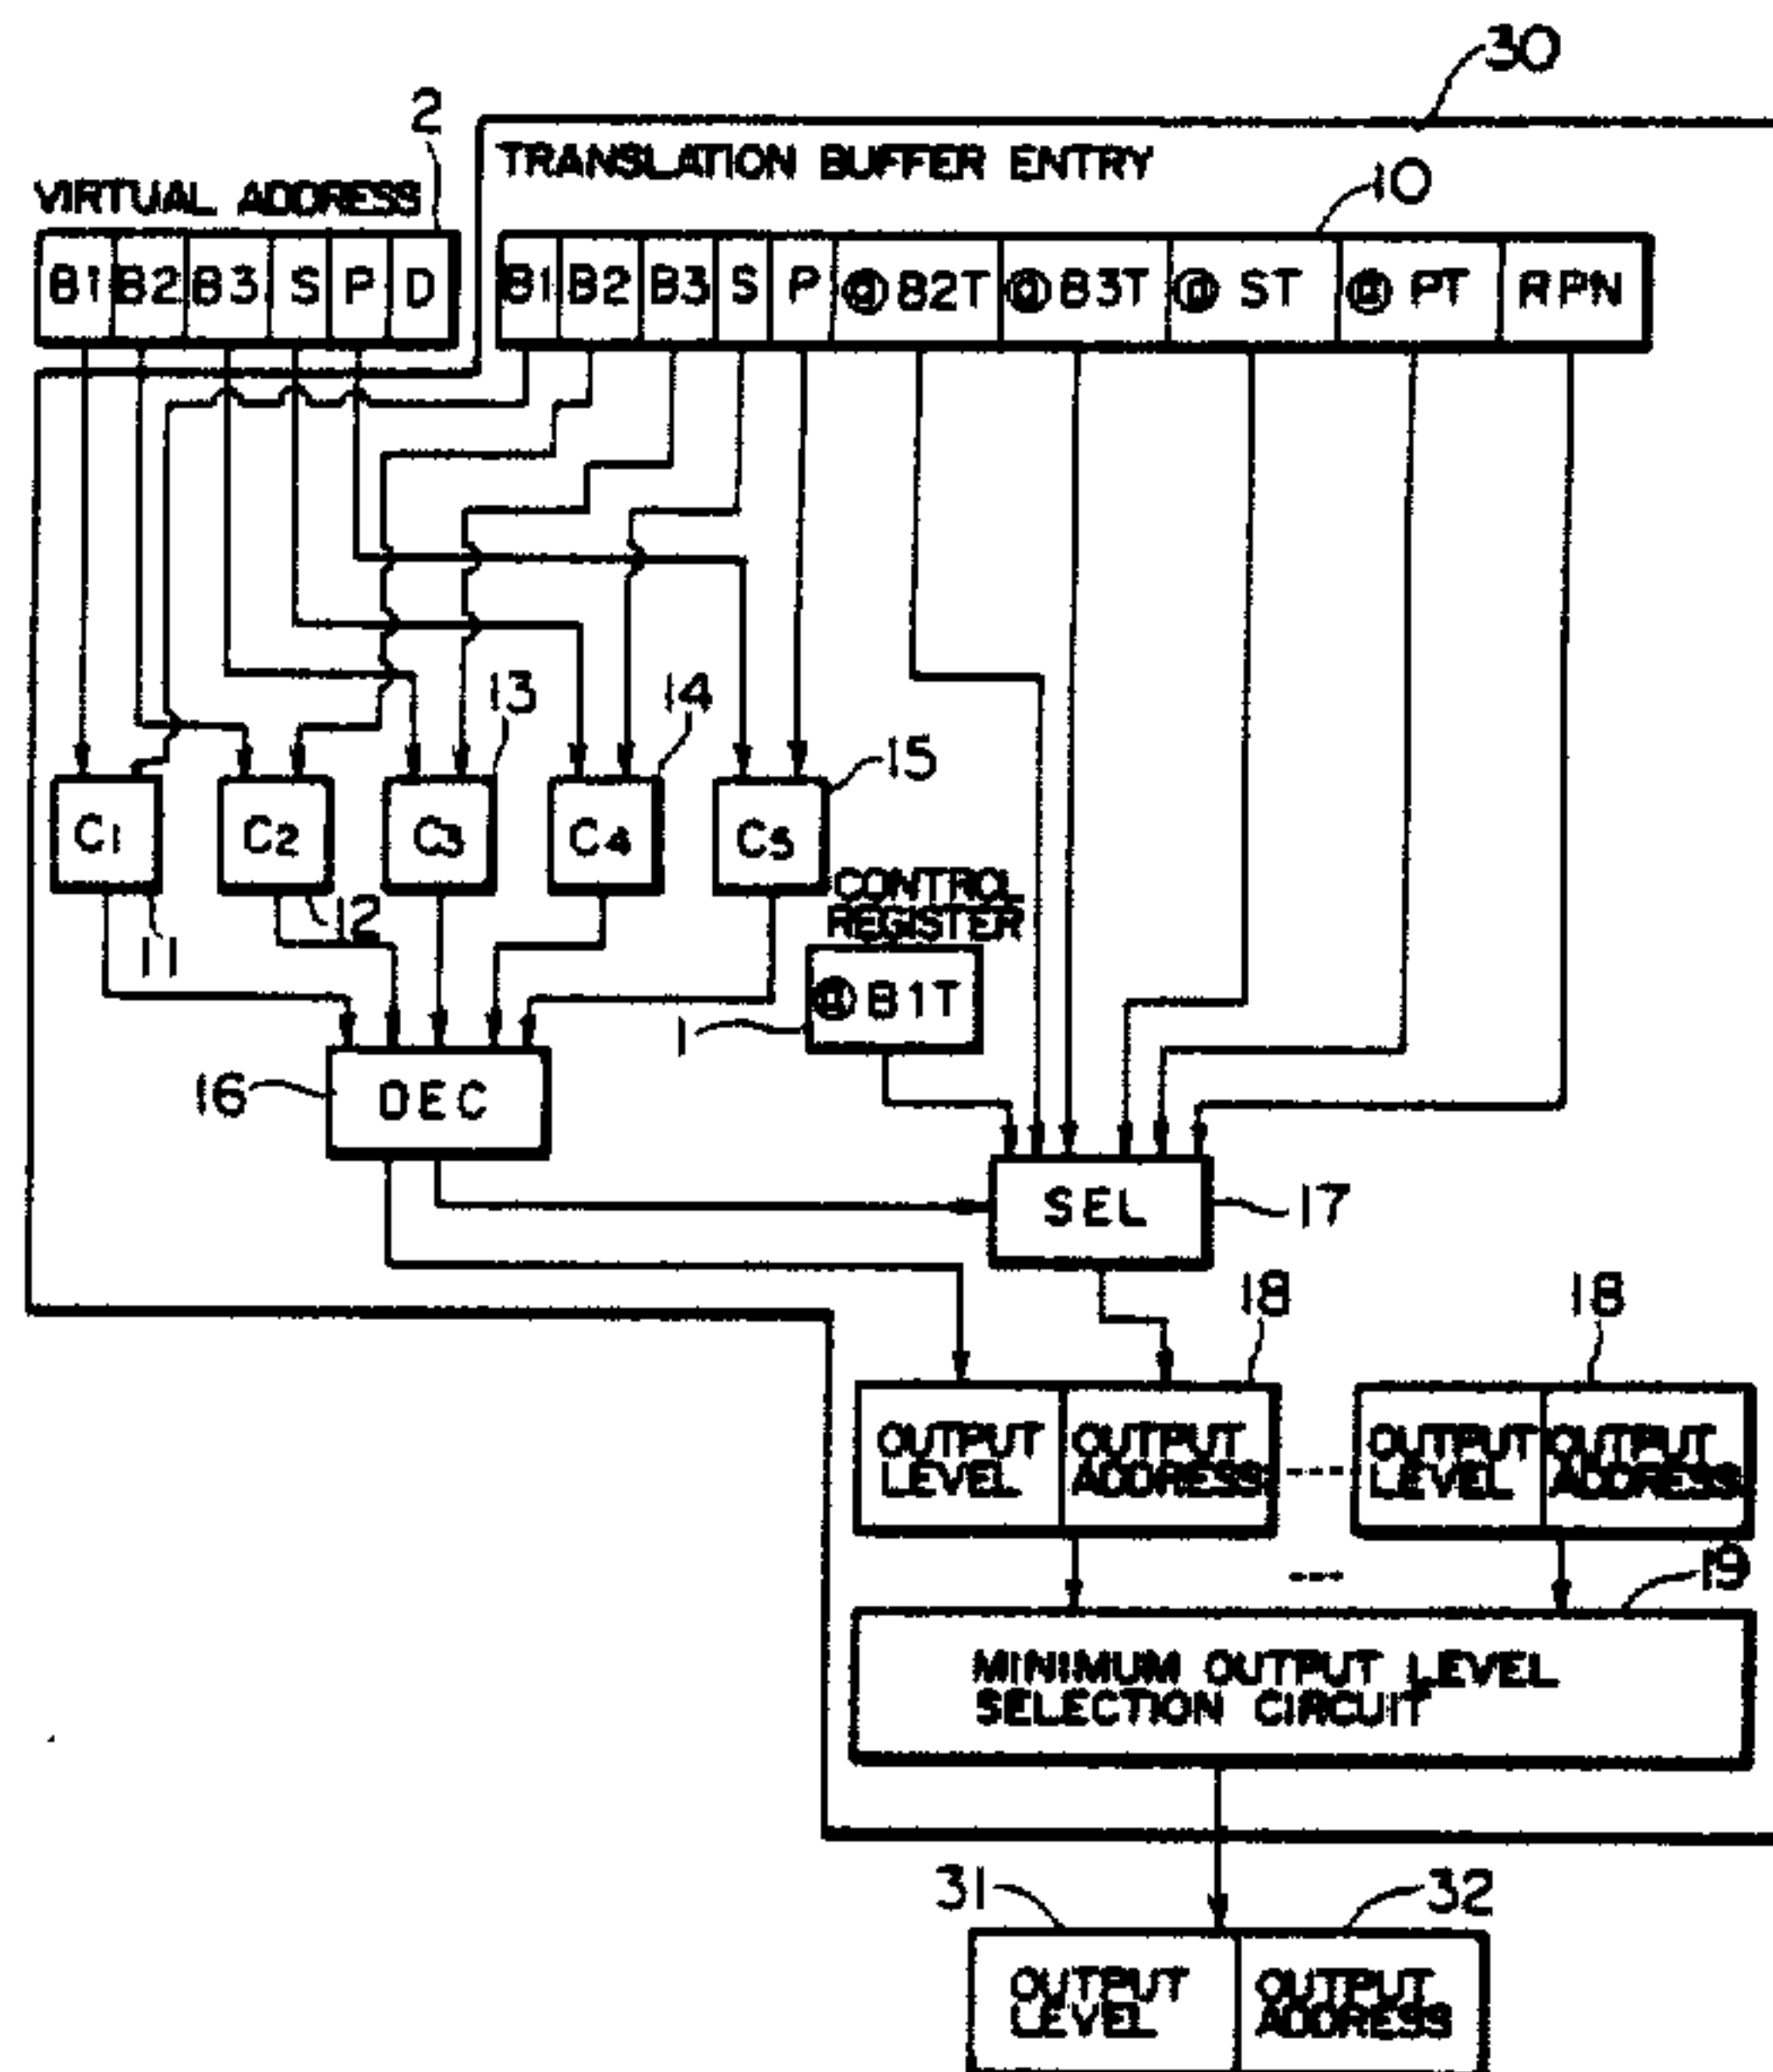 30
2
TRANSLATION BUFFER ENTRY
10
VIRTUAL ADDRESS
B1 B2 B3 S P D
B1 B2 B3 S P @B2T @B3T @ST @PT RPN
13
14
15
C1 C2 C3 C4 C5
CONTROL
REGISTER
11
12
@B1T
1
16
DEC
SEL
17
18
18
OUTPUT
LEVEL
OUTPUT
ADDRESS
---
OUTPUT
LEVEL
OUTPUT
ADDRESS
---
19
MINIMUM OUTPUT LEVEL
SELECTION CIRCUIT
31
32
OUTPUT
LEVEL
OUTPUT
ADDRESS